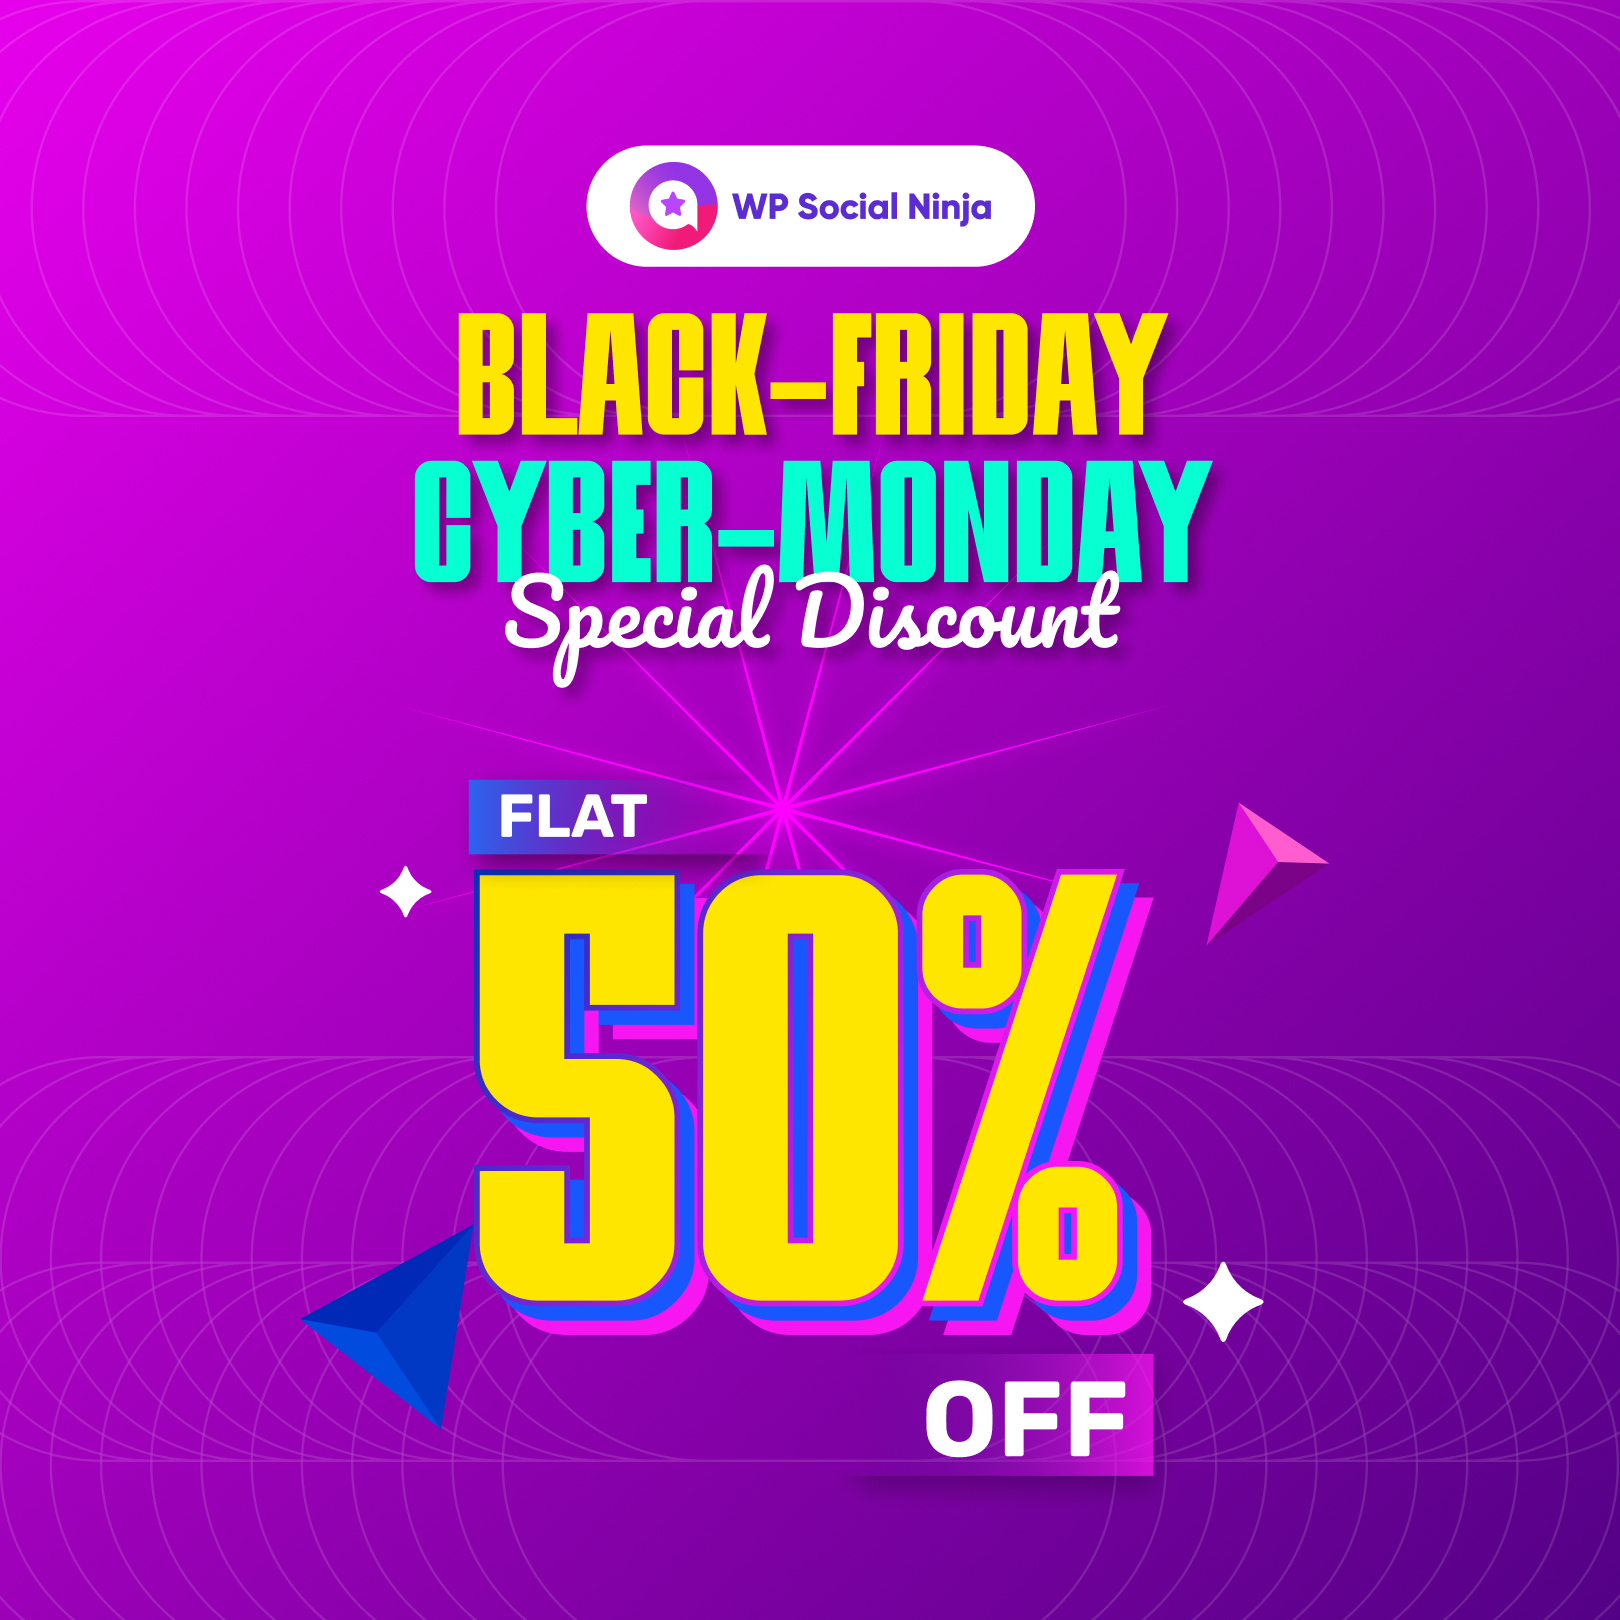 WP Social Ninja
BLACK-FRIDAY
CYBER-MONDAY
Special Discount
FLAT
50%
OFF